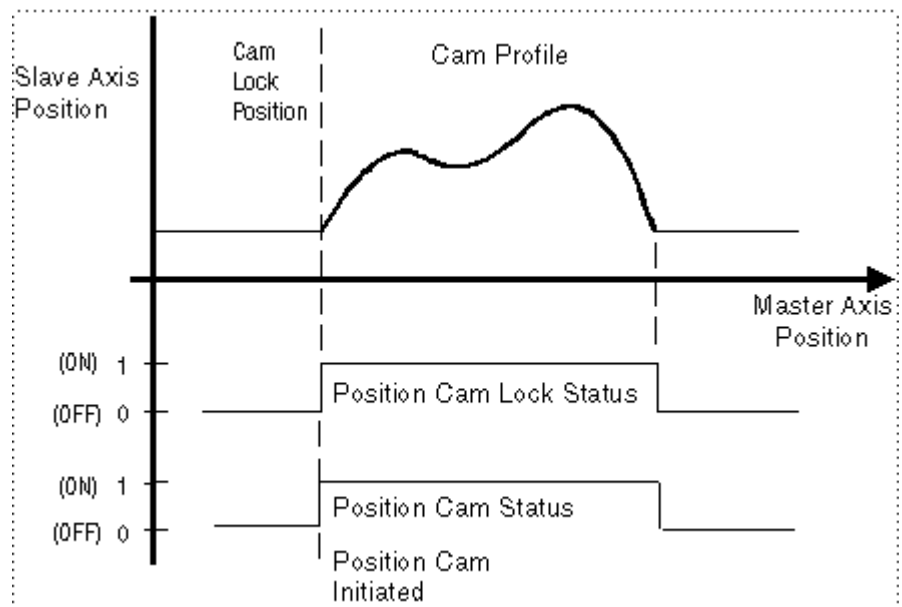 Slave Axis
Position
Cam
Lock
Position
Cam Profile
Master Axis
Position
(ON) 1
(OFF) 0
Position Cam Lock Status
(ON) 1
(OFF) 0
Position Cam Status
Position Cam
Initiated